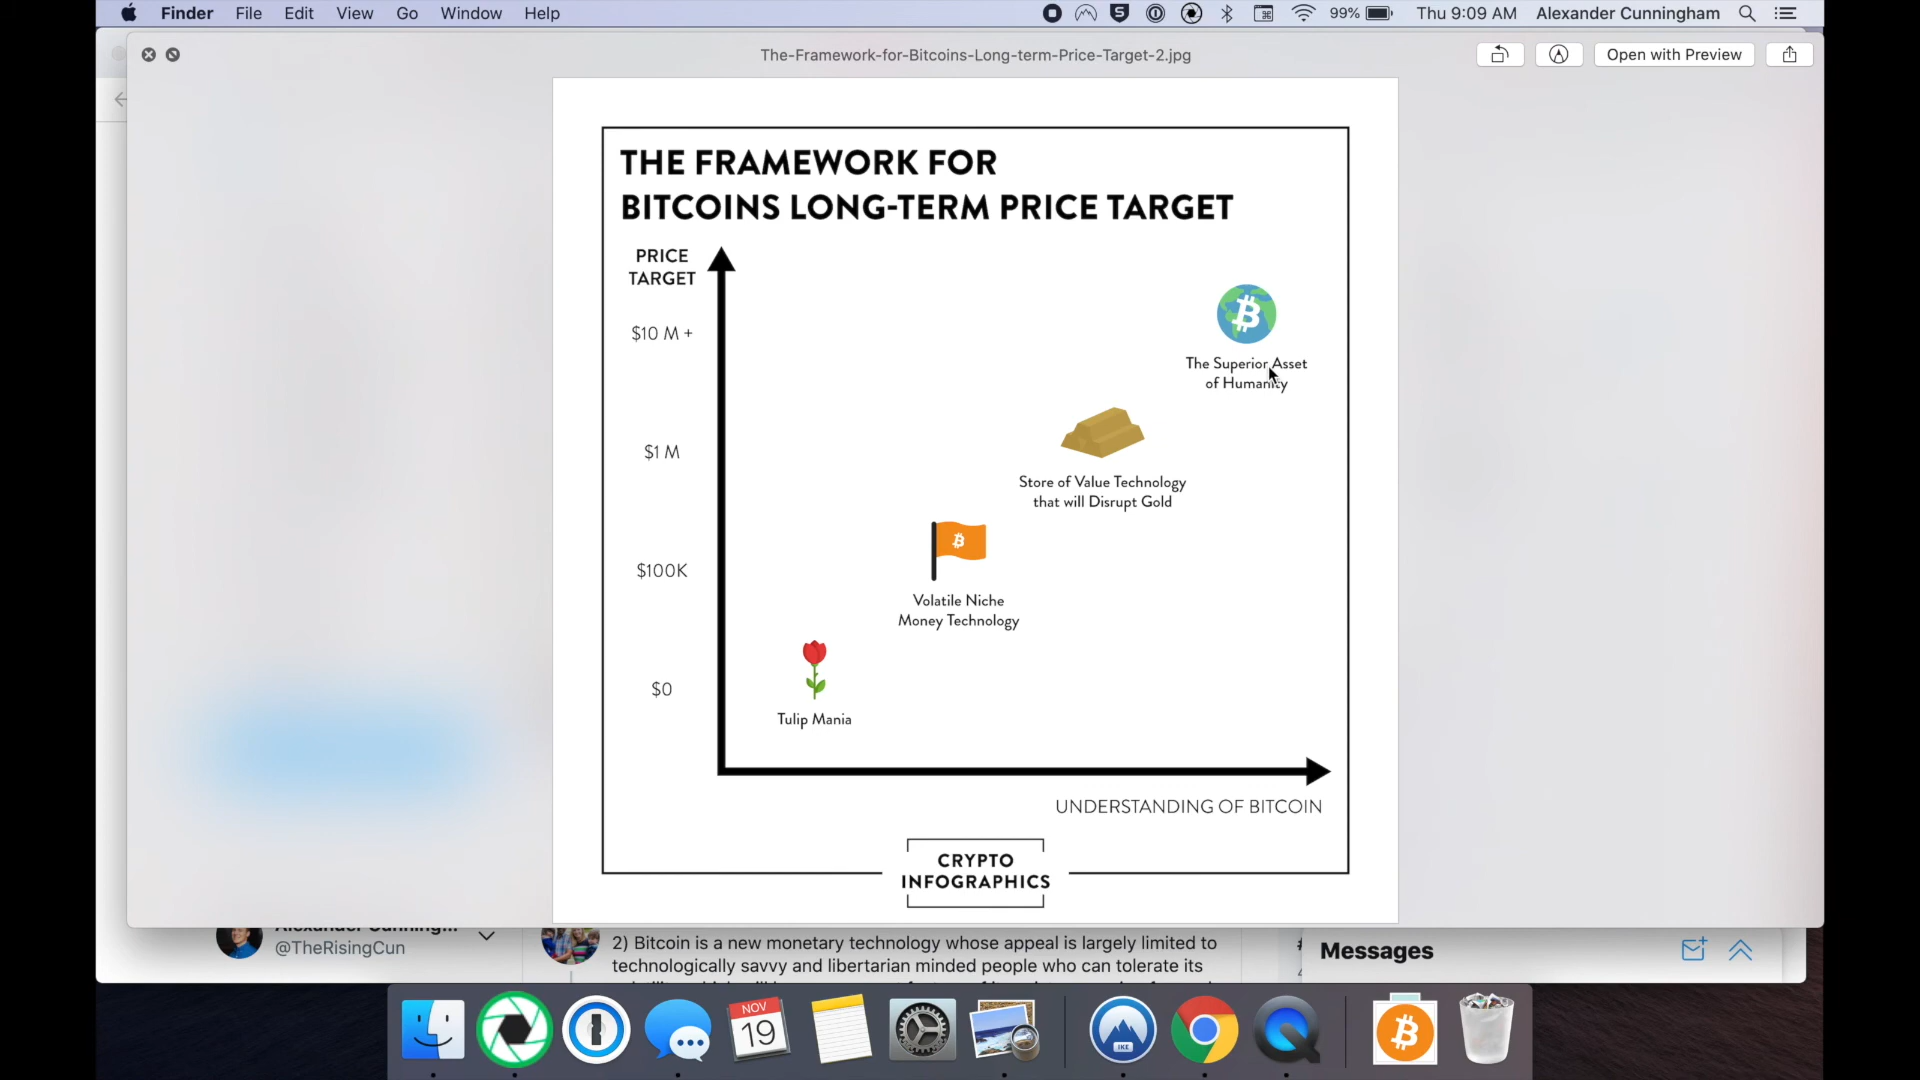 Finder File Edit View Go Window Help 99% Thu 9:09 AM Alexander Cunningham
The-Framework-for-Bitcoins-Long-term-Price-Target-2.jpg
Open with Preview
THE FRAMEWORK FOR
BITCOINS LONG-TERM PRICE TARGET
PRICE
TARGET
$10 M +
The Superior Asset
of Humanity
$1 M
Store of Value Technology
that will Disrupt Gold
$100K
Volatile Niche
Money Technology
$0
Tulip Mania
UNDERSTANDING OF BITCOIN
CRYPTO
INFOGRAPHICS
@TheRisingCun
2) Bitcoin is a new monetary technology whose appeal is largely limited to
technologically savvy and libertarian minded people who can tolerate its
Messages
NOV
19
IKE